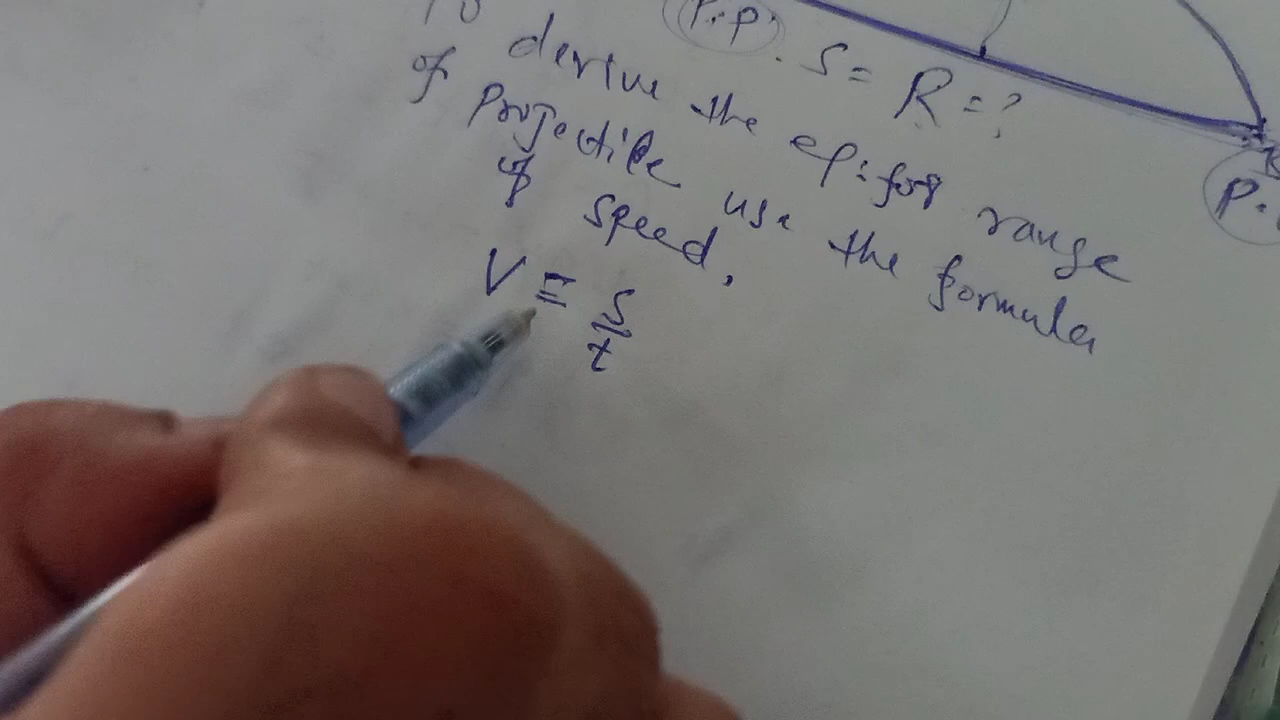 P.P. S = R = ?
To derive the eq: for range
of Projectile use the formula
of speed.
V = S
t
P.